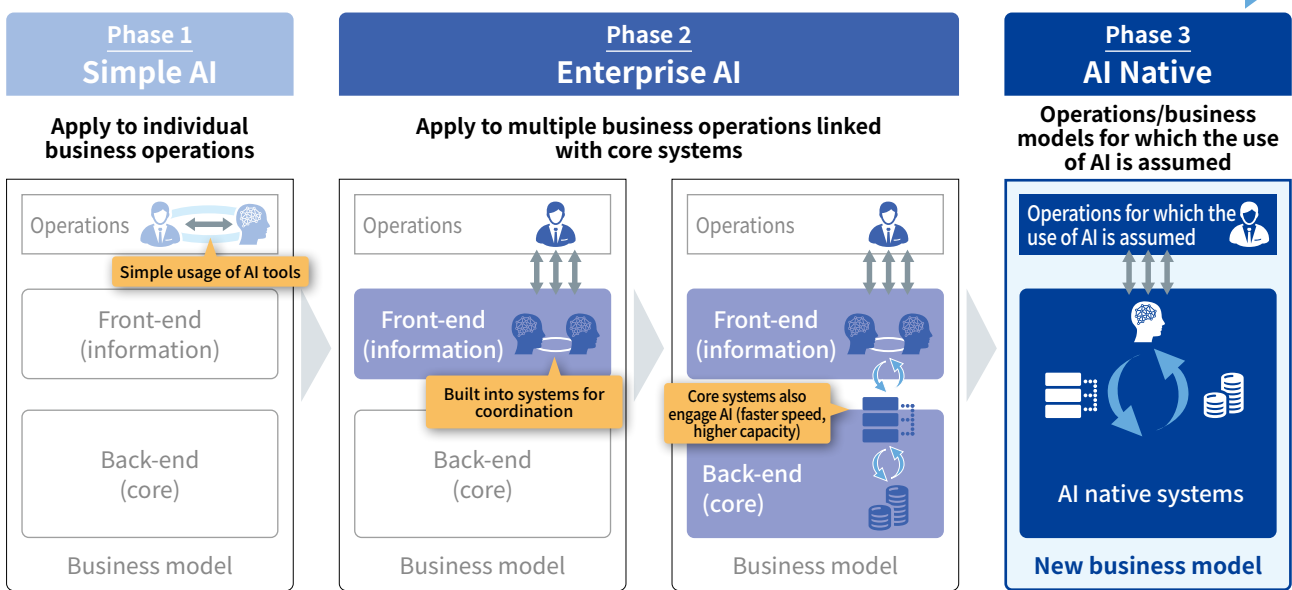 Phase 1
Simple AI
Apply to individual
business operations
Operations
Simple usage of AI tools
Front-end
(information)
Back-end
(core)
Business model
Phase 2
Enterprise AI
Apply to multiple business operations linked
with core systems
Operations
Front-end
(information)
Built into systems for
coordination
Back-end
(core)
Business model
Operations
Front-end
(information)
Core systems also
engage AI (faster speed,
higher capacity)
Back-end
(core)
Business model
Phase 3
AI Native
Operations/business
models for which the use
of AI is assumed
Operations for which the
use of AI is assumed
AI native systems
New business model